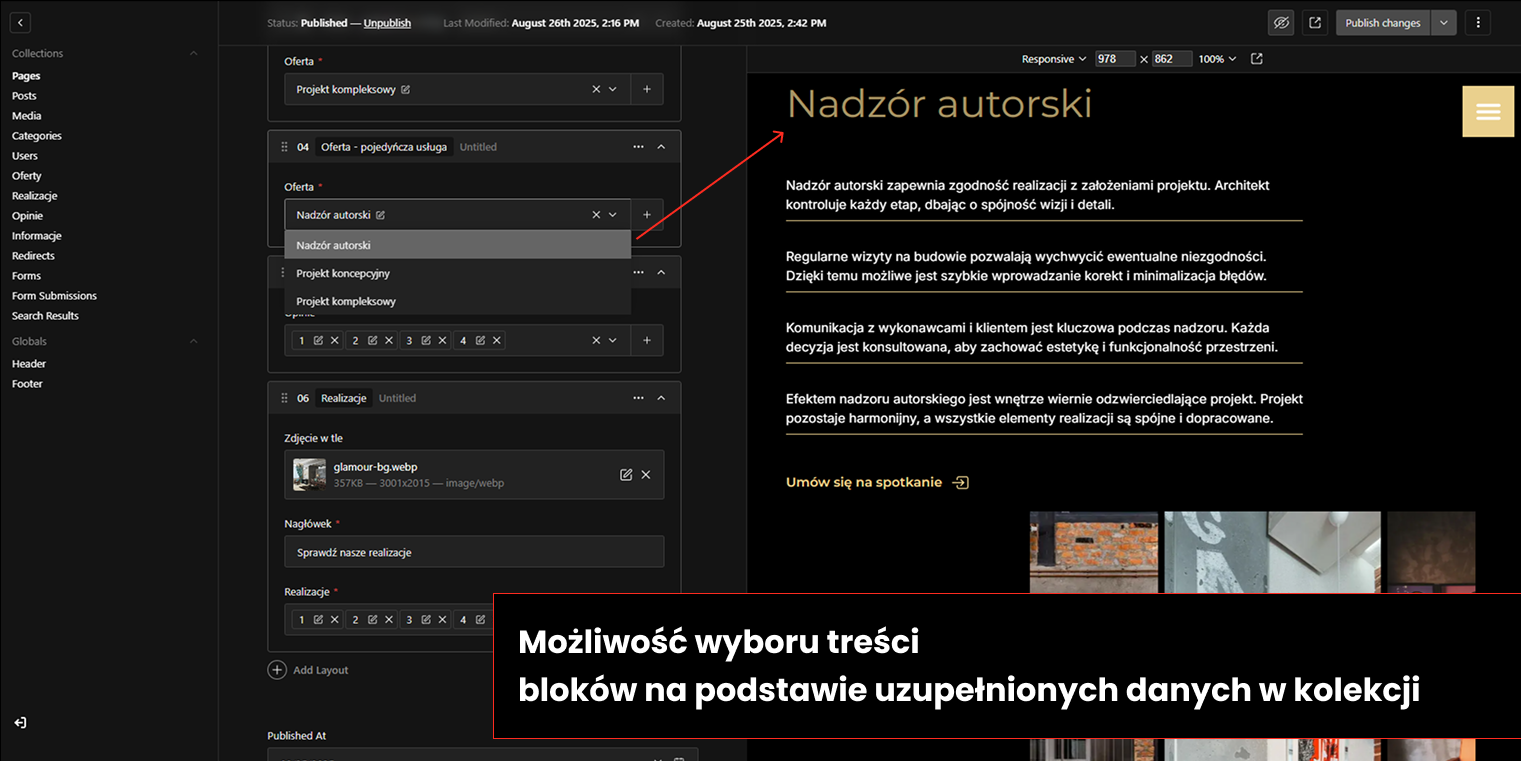 Status: Published — Unpublish Last Modified: August 26th 2025, 2:16 PM Created: August 25th 2025, 2:42 PM
Publish changes
Collections
Pages
Posts
Media
Categories
Users
Oferty
Realizacje
Opinie
Informacje
Redirects
Forms
Form Submissions
Search Results
Globals
Header
Footer
Oferta *
Projekt kompleksowy
04 Oferta - pojedyńcza usługa Untitled
Oferta *
Nadzór autorski
Nadzór autorski
Projekt koncepcyjny
Projekt kompleksowy
1 2 3 4
06 Realizacje Untitled
Zdjęcie w tle
glamour-bg.webp
357KB — 3001x2015 — image/webp
Nagłówek *
Sprawdź nasze realizacje
Realizacje *
1 2 3 4
Add Layout
Published At
Responsive 978 × 862 100%
Nadzór autorski
Nadzór autorski zapewnia zgodność realizacji z założeniami projektu. Architekt
kontroluje każdy etap, dbając o spójność wizji i detali.
Regularne wizyty na budowie pozwalają wychwycić ewentualne niezgodności.
Dzięki temu możliwe jest szybkie wprowadzanie korekt i minimalizacja błędów.
Komunikacja z wykonawcami i klientem jest kluczowa podczas nadzoru. Każda
decyzja jest konsultowana, aby zachować estetykę i funkcjonalność przestrzeni.
Efektem nadzoru autorskiego jest wnętrze wiernie odzwierciedlające projekt. Projekt
pozostaje harmonijny, a wszystkie elementy realizacji są spójne i dopracowane.
Umów się na spotkanie
Możliwość wyboru treści
bloków na podstawie uzupełnionych danych w kolekcji